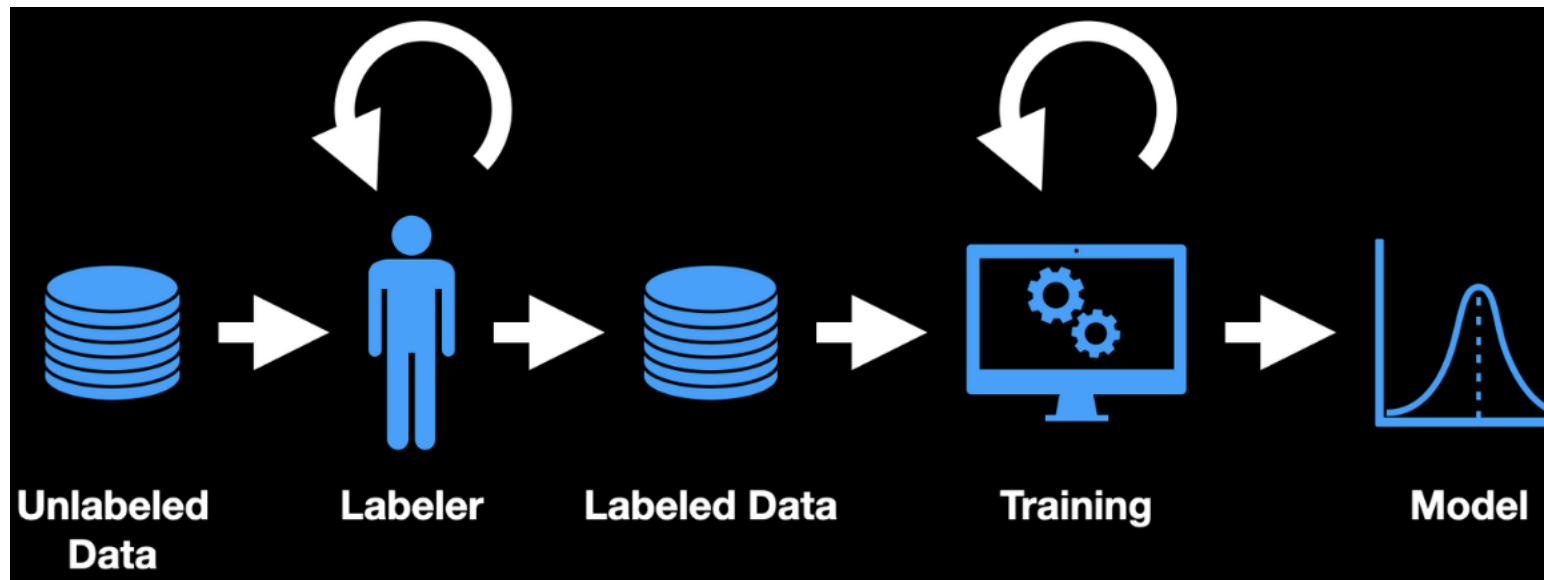 Unlabeled
Data
Labeler
Labeled Data
Training
Model